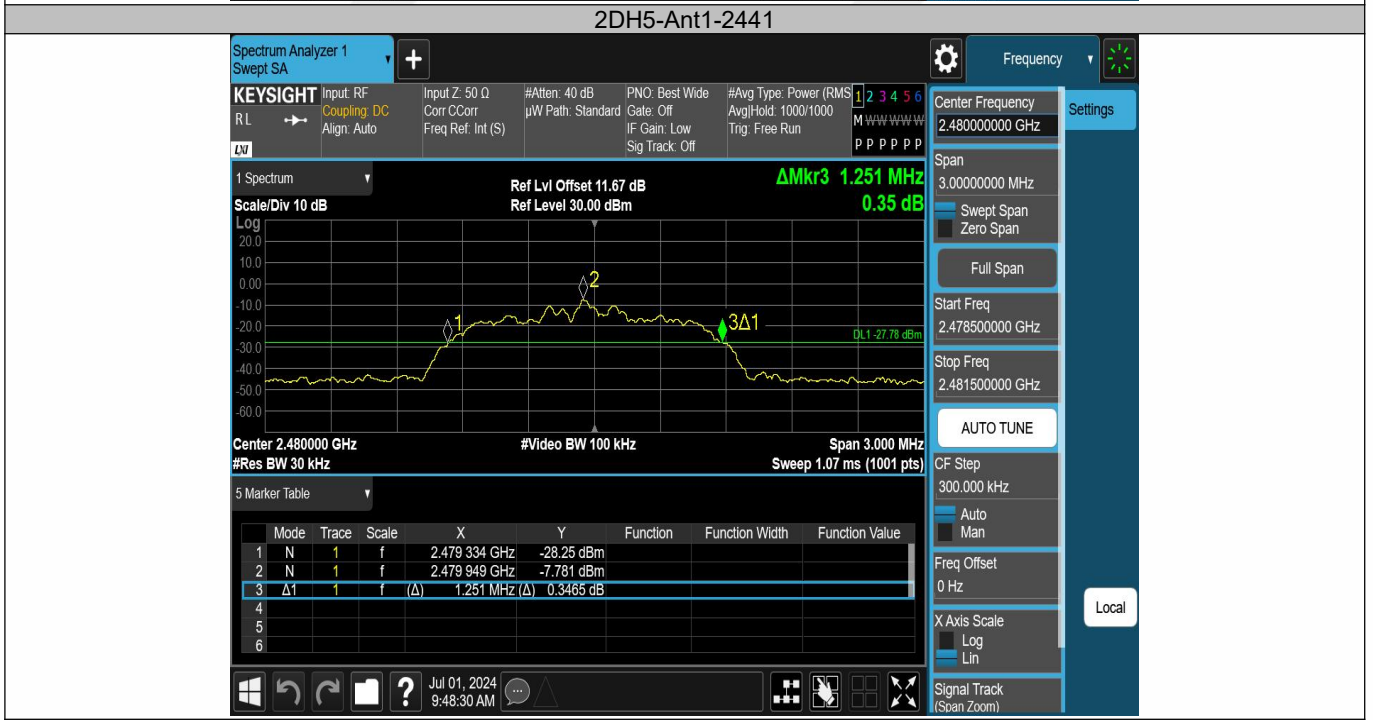 2DH5-Ant1-2441
Spectrum Analyzer 1
Swept SA
+
Frequency
KEYSIGHT
RL
LXI
Input: RF
Coupling: DC
Align: Auto
Input Z: 50 Ω
Corr CCorr
Freq Ref: Int (S)
#Atten: 40 dB
µW Path: Standard
PNO: Best Wide
Gate: Off
IF Gain: Low
Sig Track: Off
#Avg Type: Power (RMS
Avg|Hold: 1000/1000
Trig: Free Run
1 2 3 4 5 6
M W W W W W
P P P P P P
1 Spectrum
Scale/Div 10 dB
Ref Lvl Offset 11.67 dB
Ref Level 30.00 dBm
ΔMkr3 1.251 MHz
0.35 dB
Log
20.0
10.0
0.00
-10.0
-20.0
-30.0
-40.0
-50.0
-60.0
1
2
3Δ1
DL1 -27.78 dBm
Center 2.480000 GHz
#Video BW 100 kHz
Span 3.000 MHz
#Res BW 30 kHz
Sweep 1.07 ms (1001 pts)
5 Marker Table
Mode Trace Scale X Y Function Function Width Function Value
1 N 1 f 2.479 334 GHz -28.25 dBm
2 N 1 f 2.479 949 GHz -7.781 dBm
3 Δ1 1 f (Δ) 1.251 MHz (Δ) 0.3465 dB
4
5
6
?
Jul 01, 2024
9:48:30 AM
Center Frequency
2.480000000 GHz
Settings
Span
3.00000000 MHz
Swept Span
Zero Span
Full Span
Start Freq
2.478500000 GHz
Stop Freq
2.481500000 GHz
AUTO TUNE
CF Step
300.000 kHz
Auto
Man
Freq Offset
0 Hz
Local
X Axis Scale
Log
Lin
Signal Track
(Span Zoom)